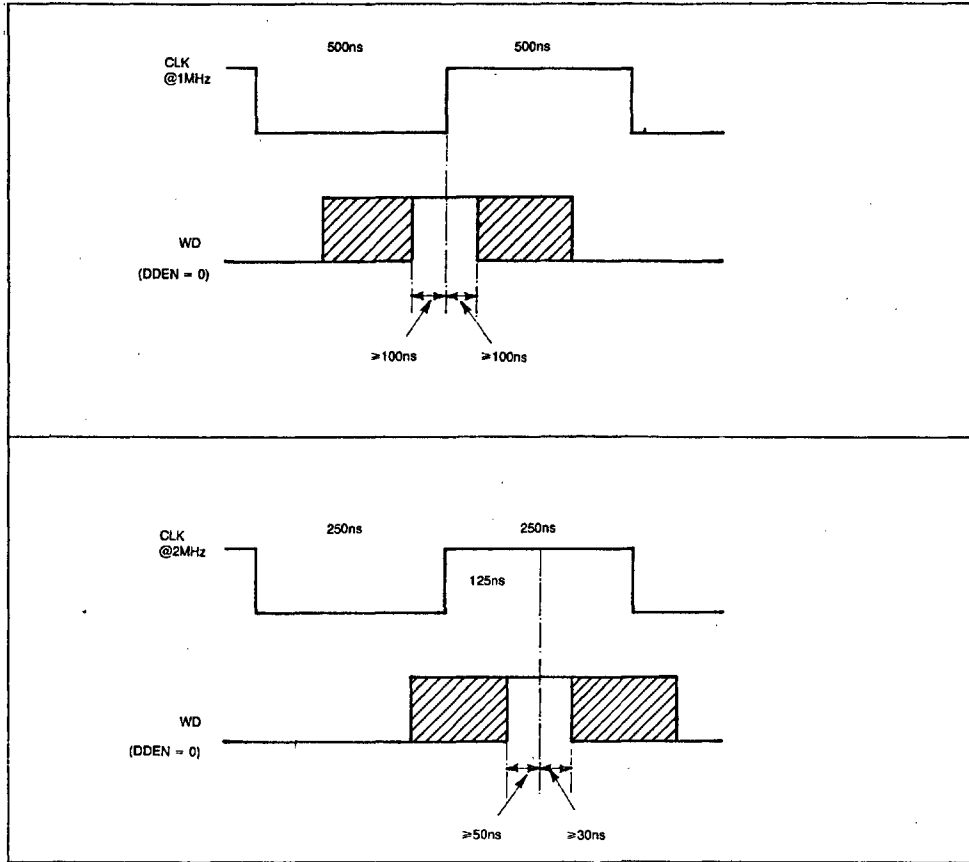 500ns 500ns
CLK
@1MHz
WD
(DDEN = 0)
≥100ns ≥100ns
250ns 250ns
CLK
@2MHz
125ns
WD
(DDEN = 0)
≥50ns ≥30ns